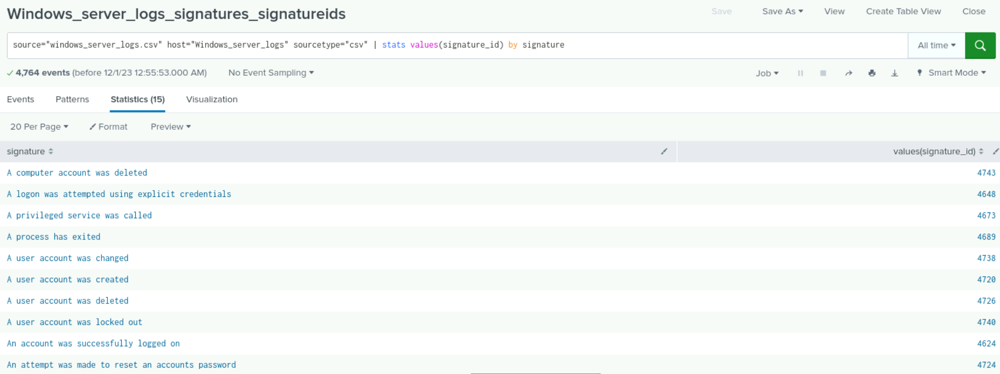 Windows_server_logs_signatures_signatureids
Save Save As View Create Table View Close
source="windows_server_logs.csv" host="Windows_server_logs" sourcetype="csv" | stats values(signature_id) by signature
All time
4,764 events (before 12/1/23 12:55:53.000 AM) No Event Sampling
Job Smart Mode
Events Patterns Statistics (15) Visualization
20 Per Page Format Preview
signature values(signature_id)
A computer account was deleted 4743
A logon was attempted using explicit credentials 4648
A privileged service was called 4673
A process has exited 4689
A user account was changed 4738
A user account was created 4720
A user account was deleted 4726
A user account was locked out 4740
An account was successfully logged on 4624
An attempt was made to reset an accounts password 4724